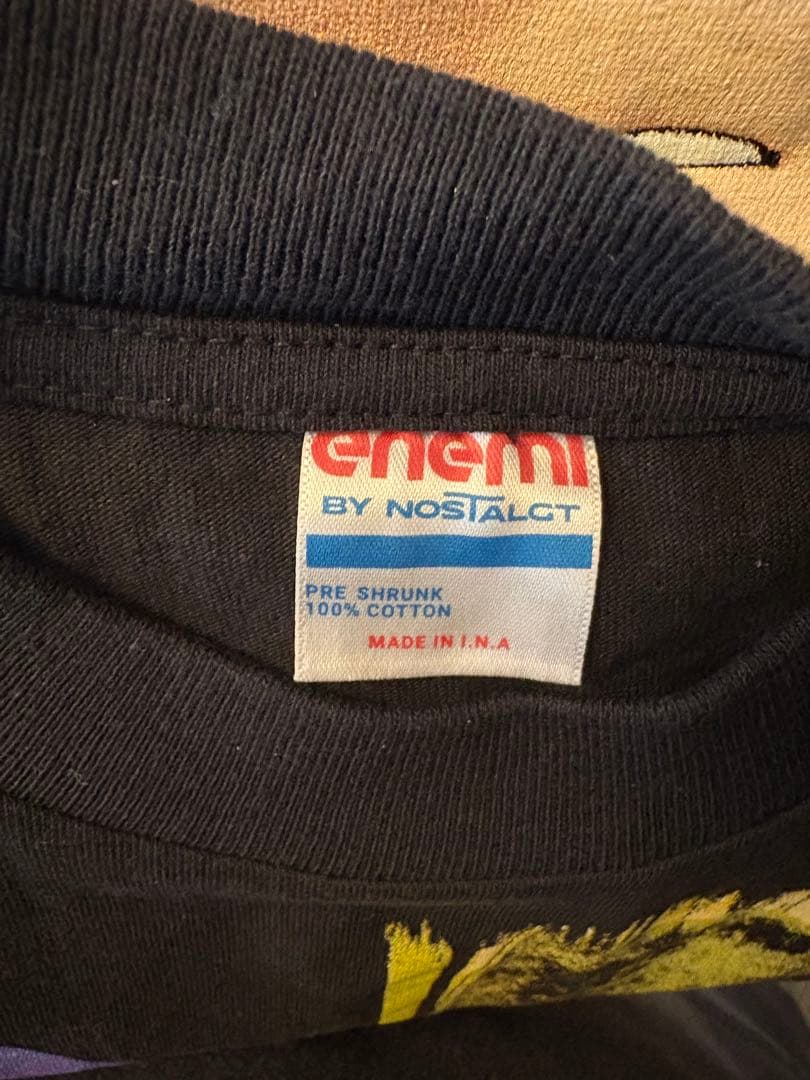 enemi
BY NOSTALGT
PRE SHRUNK
100% COTTON
MADE IN I.N.A